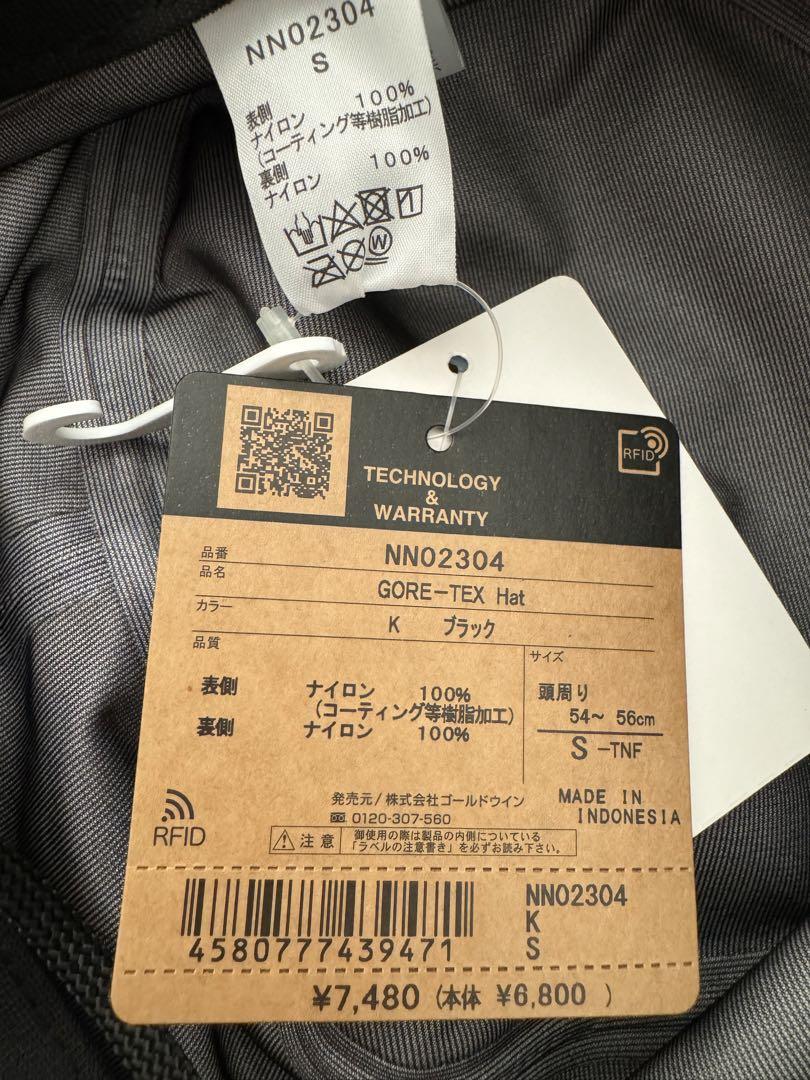 NN02304
S
表側
ナイロン 100%
(コーティング等樹脂加工)
裏側
ナイロン 100%
M
TECHNOLOGY
&
WARRANTY
RFID
品番 NN02304
品名 GORE-TEX Hat
カラー K ブラック
品質
表側 ナイロン 100%
(コーティング等樹脂加工)
裏側 ナイロン 100%
サイズ
頭周り
54～ 56cm
S -TNF
RFID
発売元/株式会社ゴールドウイン
0120-307-560
MADE IN
INDONESIA
注意 御使用の際は製品の内側についている
「ラベルの注意書き」を必ずお読み下さい。
4580777439471
NN02304
K
S
¥7,480 (本体 ¥6,800 )